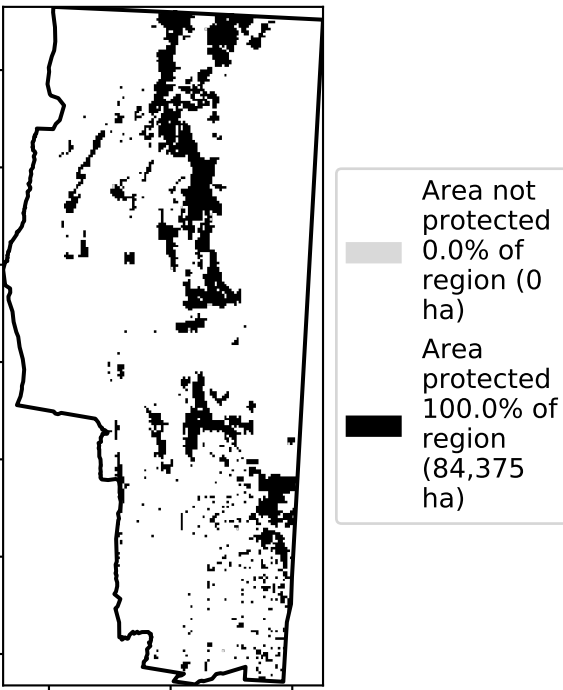 Area not
protected
0.0% of
region (0
ha)
Area
protected
100.0% of
region
(84,375
ha)